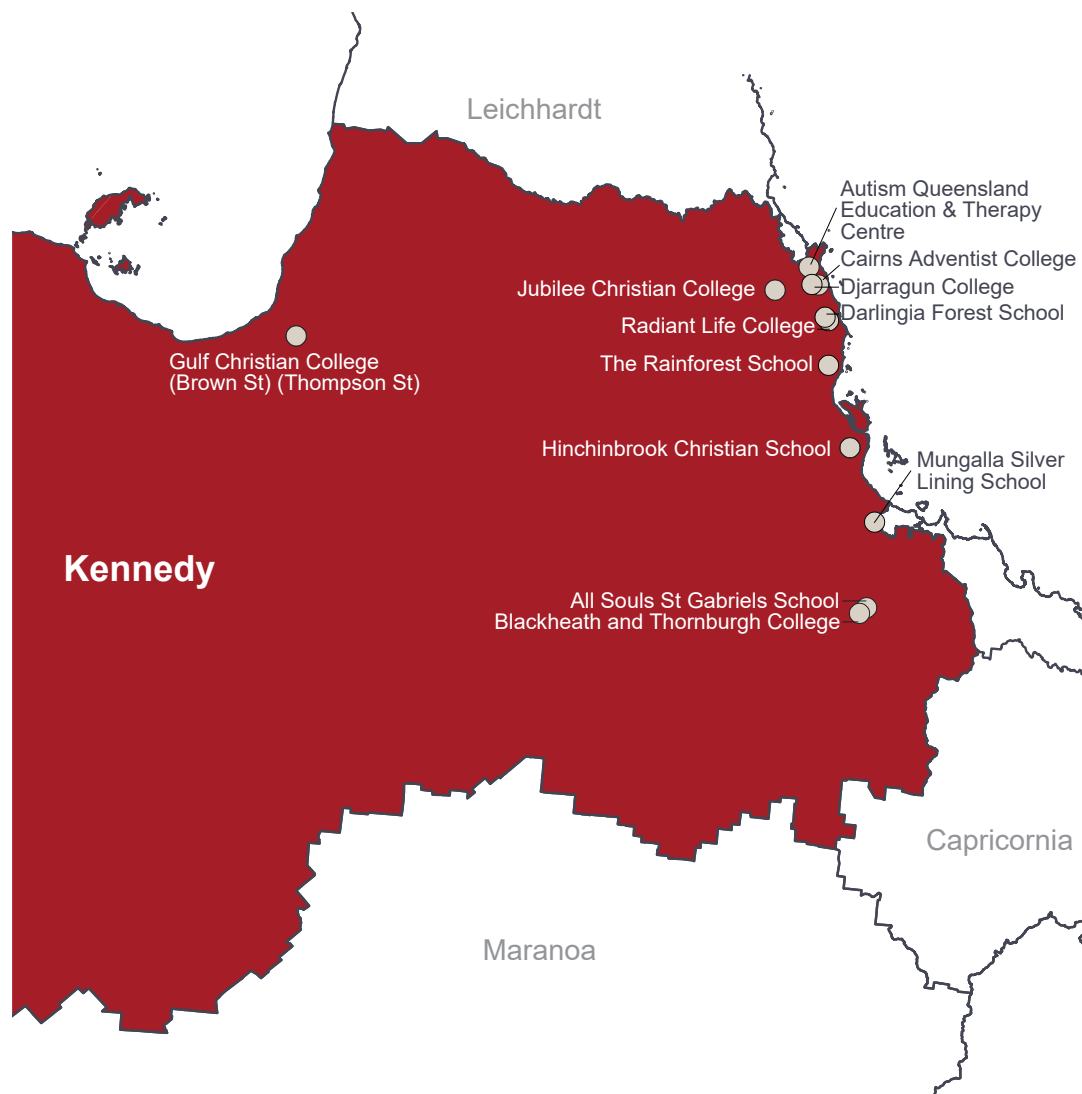 Leichhardt
Autism Queensland
Education & Therapy
Centre
Cairns Adventist College
Jubilee Christian College
Djarragun College
Darlingia Forest School
Radiant Life College
Gulf Christian College
(Brown St) (Thompson St)
The Rainforest School
Hinchinbrook Christian School
Mungalla Silver
Lining School
Kennedy
All Souls St Gabriels School
Blackheath and Thornburgh College
Capricornia
Maranoa